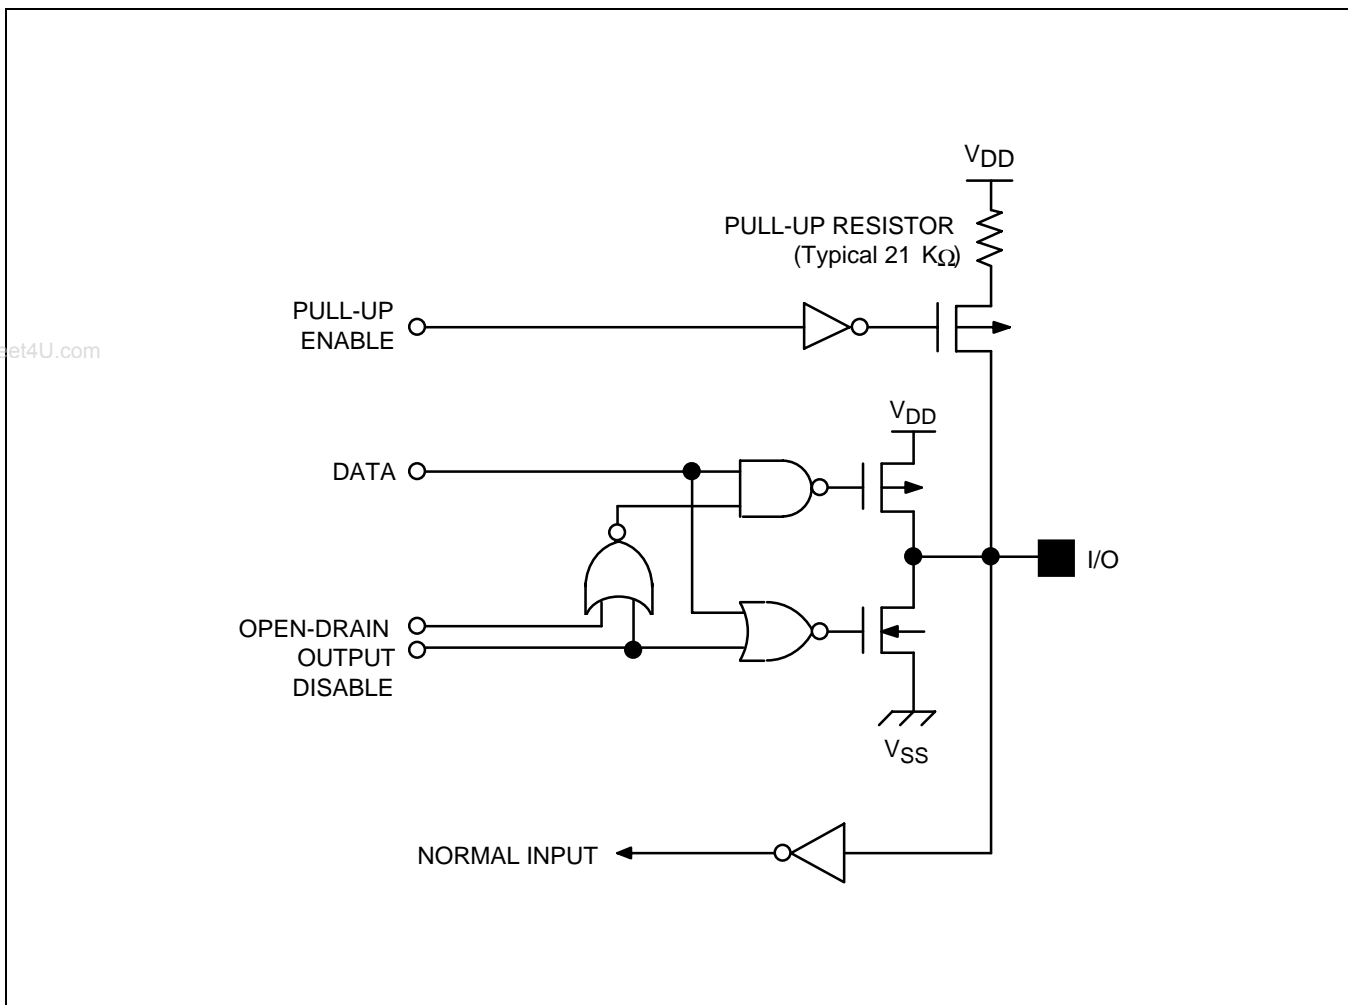 VDD
PULL-UP RESISTOR
(Typical 21 KΩ)
PULL-UP
ENABLE
eet4U.com
VDD
DATA
I/O
OPEN-DRAIN
OUTPUT
DISABLE
VSS
NORMAL INPUT